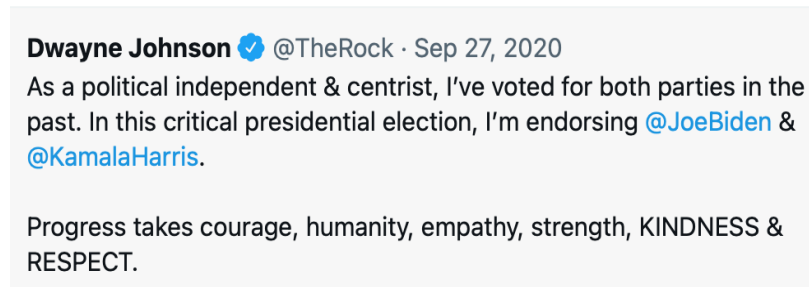 Dwayne Johnson @TheRock · Sep 27, 2020
As a political independent & centrist, I’ve voted for both parties in the
past. In this critical presidential election, I’m endorsing @JoeBiden &
@KamalaHarris.
Progress takes courage, humanity, empathy, strength, KINDNESS &
RESPECT.